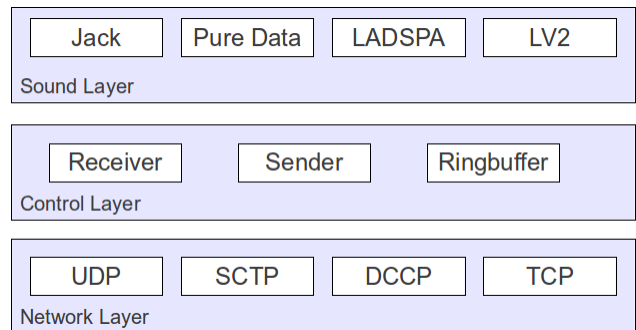 Jack Pure Data LADSPA LV2
Sound Layer
Receiver Sender Ringbuffer
Control Layer
UDP SCTP DCCP TCP
Network Layer